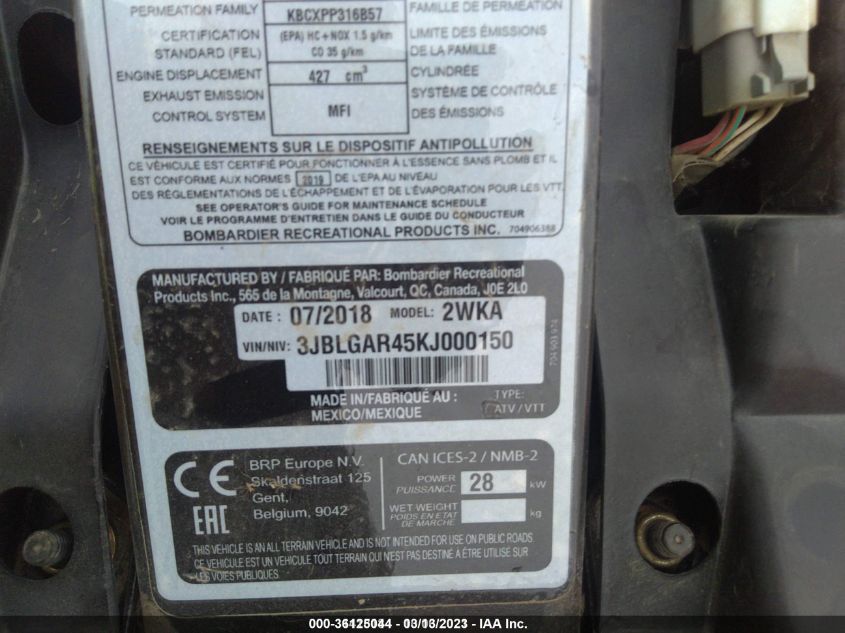 PERMEATION FAMILY KBCXPP316B57 FAMILLE DE PERMÉATION
CERTIFICATION (EPA) HC + NOX 1.5 g/km LIMITE DES ÉMISSIONS
STANDARD (FEL) CO 35 g/km DE LA FAMILLE
ENGINE DISPLACEMENT 427 cm³ CYLINDRÉE
EXHAUST EMISSION SYSTÈME DE CONTRÔLE
CONTROL SYSTEM MFI DES ÉMISSIONS
RENSEIGNEMENTS SUR LE DISPOSITIF ANTIPOLLUTION
CE VÉHICULE EST CERTIFIÉ POUR FONCTIONNER À L'ESSENCE SANS PLOMB ET IL
EST CONFORME AUX NORMES 2019 DE L'EPA AU NIVEAU
DES RÉGLEMENTATIONS DE L'ÉCHAPPEMENT ET DE L'ÉVAPORATION POUR LES VTT.
SEE OPERATOR'S GUIDE FOR MAINTENANCE SCHEDULE
VOIR LE PROGRAMME D'ENTRETIEN DANS LE GUIDE DU CONDUCTEUR
BOMBARDIER RECREATIONAL PRODUCTS INC. 704906388
MANUFACTURED BY / FABRIQUÉ PAR: Bombardier Recreational
Products Inc., 565 de la Montagne, Valcourt, QC, Canada, J0E 2L0
DATE : 07/2018 MODEL: 2WKA
VIN/NIV: 3JBLGAR45KJ000150
704 903 974
MADE IN/FABRIQUÉ AU : TYPE:
MEXICO/MEXIQUE ATV / VTT
CE BRP Europe N.V. CAN ICES-2 / NMB-2
Skaldenstraat 125 POWER
PUISSANCE 28 kW
Gent,
EAC Belgium, 9042 WET WEIGHT
POIDS EN ÉTAT kg
DE MARCHE
THIS VEHICLE IS AN ALL TERRAIN VEHICLE AND IS NOT INTENDED FOR USE ON PUBLIC ROADS.
CE VÉHICULE EST UN VÉHICULE TOUT TERRAIN QUI N'EST PAS DESTINÉ À ÊTRE UTILISÉ SUR
LES VOIES PUBLIQUES.